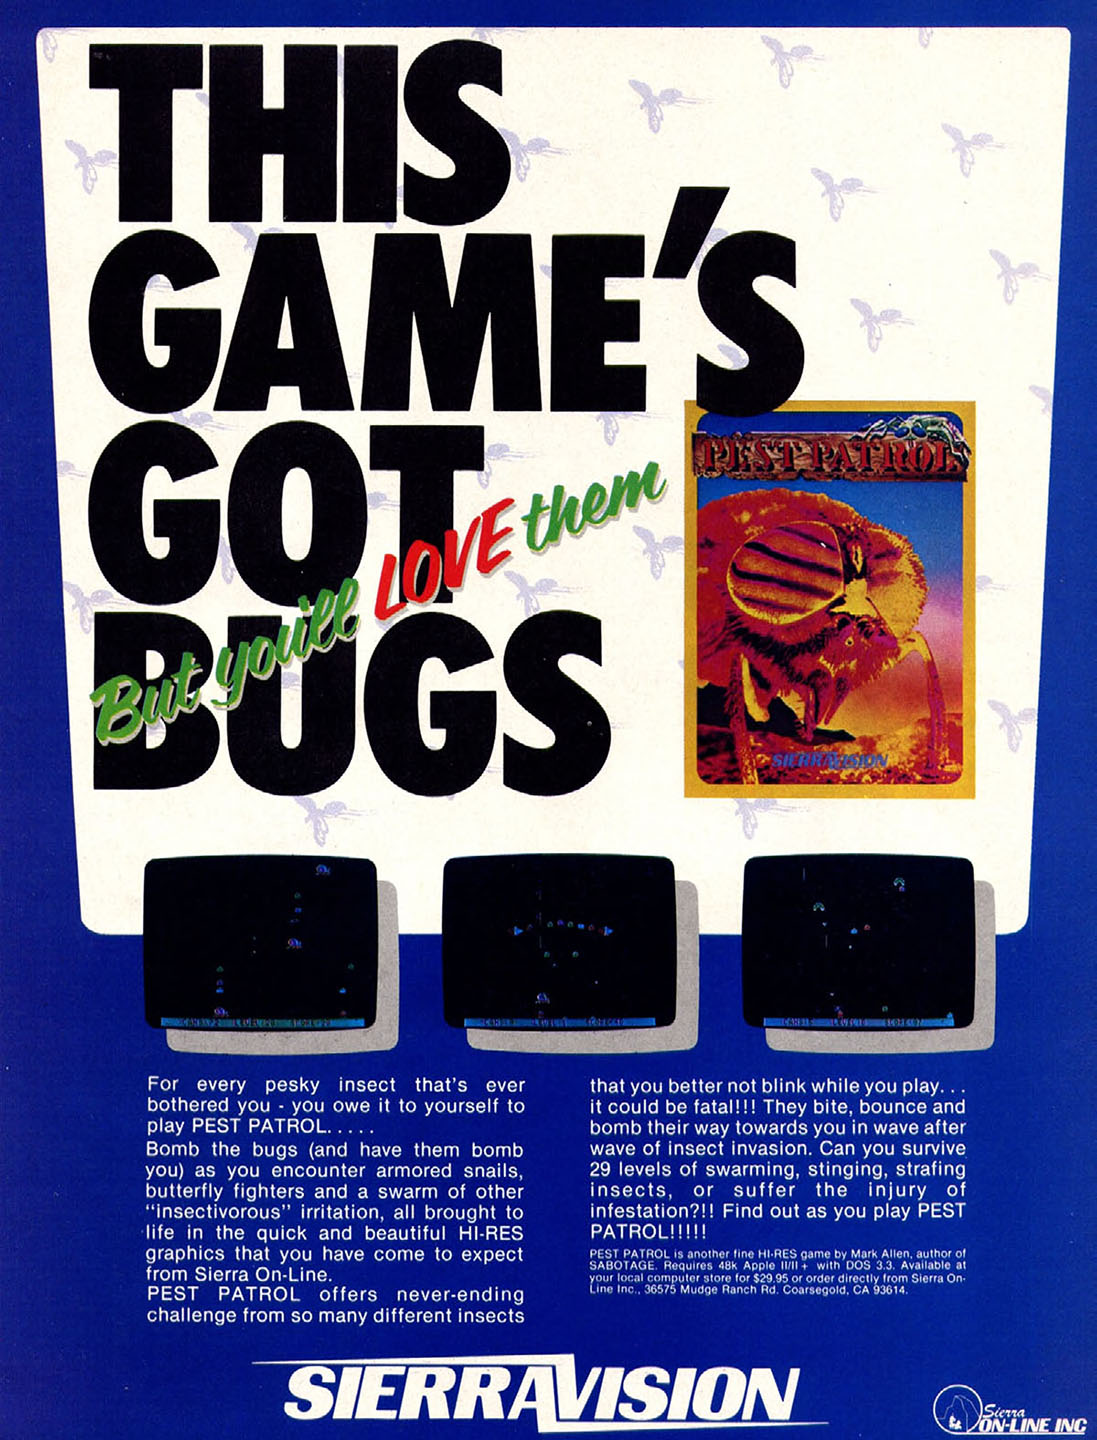 THIS
GAME'S
GOT
BUGS
But you'll LOVE them
PEST PATROL
SIERRAVISION
For every pesky insect that's ever
bothered you - you owe it to yourself to
play PEST PATROL. . . . .
Bomb the bugs (and have them bomb
you) as you encounter armored snails,
butterfly fighters and a swarm of other
"insectivorous" irritation, all brought to
life in the quick and beautiful HI-RES
graphics that you have come to expect
from Sierra On-Line.
PEST PATROL offers never-ending
challenge from so many different insects
that you better not blink while you play. . .
it could be fatal!!! They bite, bounce and
bomb their way towards you in wave after
wave of insect invasion. Can you survive
29 levels of swarming, stinging, strafing
insects, or suffer the injury of
infestation?!! Find out as you play PEST
PATROL!!!!!
PEST PATROL is another fine HI-RES game by Mark Allen, author of
SABOTAGE. Requires 48k Apple II/II+ with DOS 3.3. Available at
your local computer store for $29.95 or order directly from Sierra On-
Line Inc., 36575 Mudge Ranch Rd. Coarsegold, CA 93614.
SIERRAVISION
Sierra
ON-LINE INC